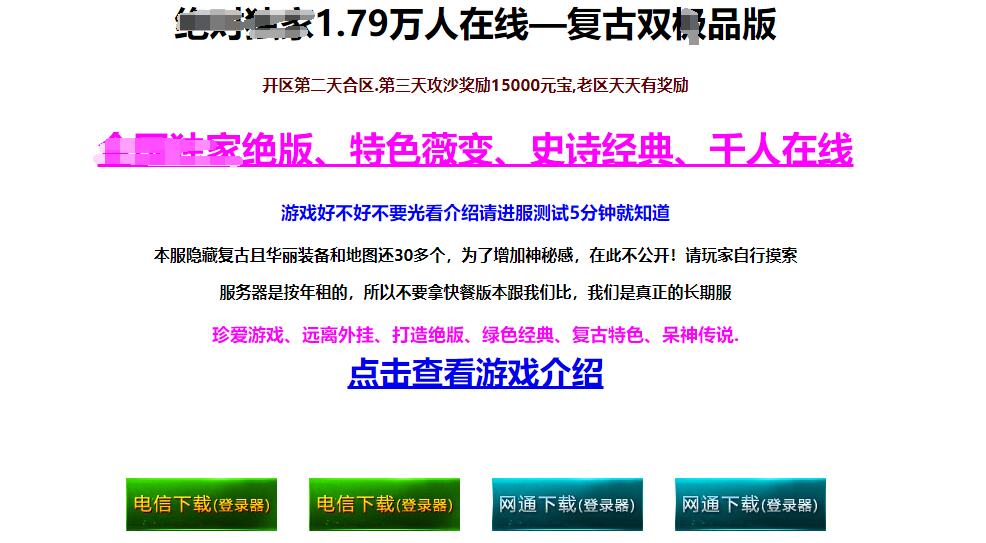 1.79万人在线—复古双极品版
开区第二天合区.第三天攻沙奖励15000元宝,老区天天有奖励
绝版、特色薇变、史诗经典、千人在线
游戏好不好不要光看介绍请进服测试5分钟就知道
本服隐藏复古且华丽装备和地图还30多个，为了增加神秘感，在此不公开！请玩家自行摸索
服务器是按年租的，所以不要拿快餐版本跟我们比，我们是真正的长期服
珍爱游戏、远离外挂、打造绝版、绿色经典、复古特色、呆神传说.
点击查看游戏介绍
电信下载(登录器) 电信下载(登录器) 网通下载(登录器) 网通下载(登录器)